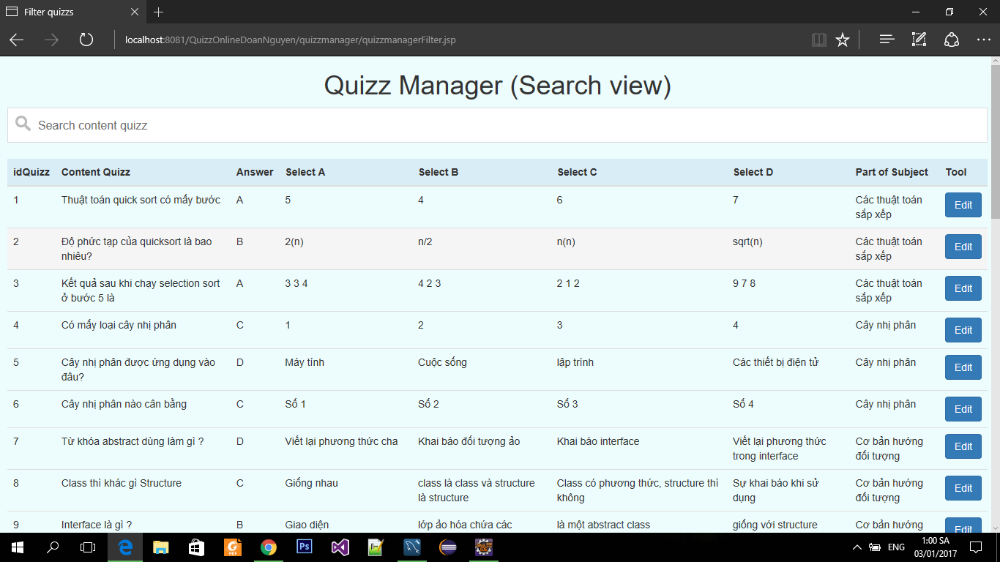 Filter quizzs
localhost:8081/QuizzOnlineDoanNguyen/quizzmanager/quizzmanagerFilter.jsp
Quizz Manager (Search view)
Search content quizz
idQuizz Content Quizz Answer Select A Select B Select C Select D Part of Subject Tool
1 Thuật toán quick sort có mấy bước A 5 4 6 7 Các thuật toán Edit
sắp xếp
2 Độ phức tạp của quicksort là bao B 2(n) n/2 n(n) sqrt(n) Các thuật toán Edit
nhiêu? sắp xếp
3 Kết quả sau khi chạy selection sort A 3 3 4 4 2 3 2 1 2 9 7 8 Các thuật toán Edit
ở bước 5 là sắp xếp
4 Có mấy loại cây nhị phân C 1 2 3 4 Cây nhị phân Edit
5 Cây nhị phân được ứng dụng vào D Máy tính Cuộc sống lập trình Các thiết bị điện tử Cây nhị phân Edit
đâu?
6 Cây nhị phân nào cân bằng C Số 1 Số 2 Số 3 Số 4 Cây nhị phân Edit
7 Từ khóa abstract dùng làm gì ? D Viết lại phương thức cha Khai báo đối tượng ảo Khai báo interface Viết lại phương thức Cơ bản hướng Edit
trong interface đối tượng
8 Class thì khác gì Structure C Giống nhau class là class và structure Class có phương thức, structure thì Sự khai báo khi sử Cơ bản hướng Edit
là structure không dụng đối tượng
9 Interface là gì ? B Giao diện lớp ảo hóa chứa các là một abstract class giống với structure Cơ bản hướng Edit
PDF Ps ENG 1:00 SA
03/01/2017